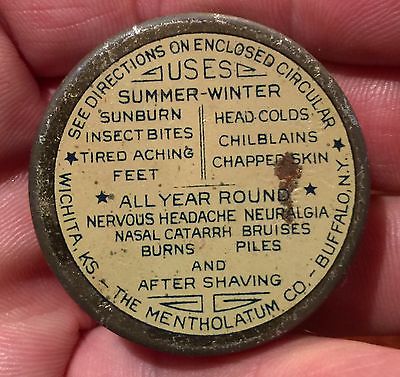 SEE DIRECTIONS ON ENCLOSED CIRCULAR
USES
SUMMER-WINTER
SUNBURN
INSECT BITES
TIRED ACHING
FEET
HEAD-COLDS
CHILBLAINS
CHAPPED SKIN
ALL YEAR ROUND
NERVOUS HEADACHE NEURALGIA
NASAL CATARRH BRUISES
BURNS PILES
AND
AFTER SHAVING
WICHITA, KS. - THE MENTHOLATUM CO. - BUFFALO, N.Y.